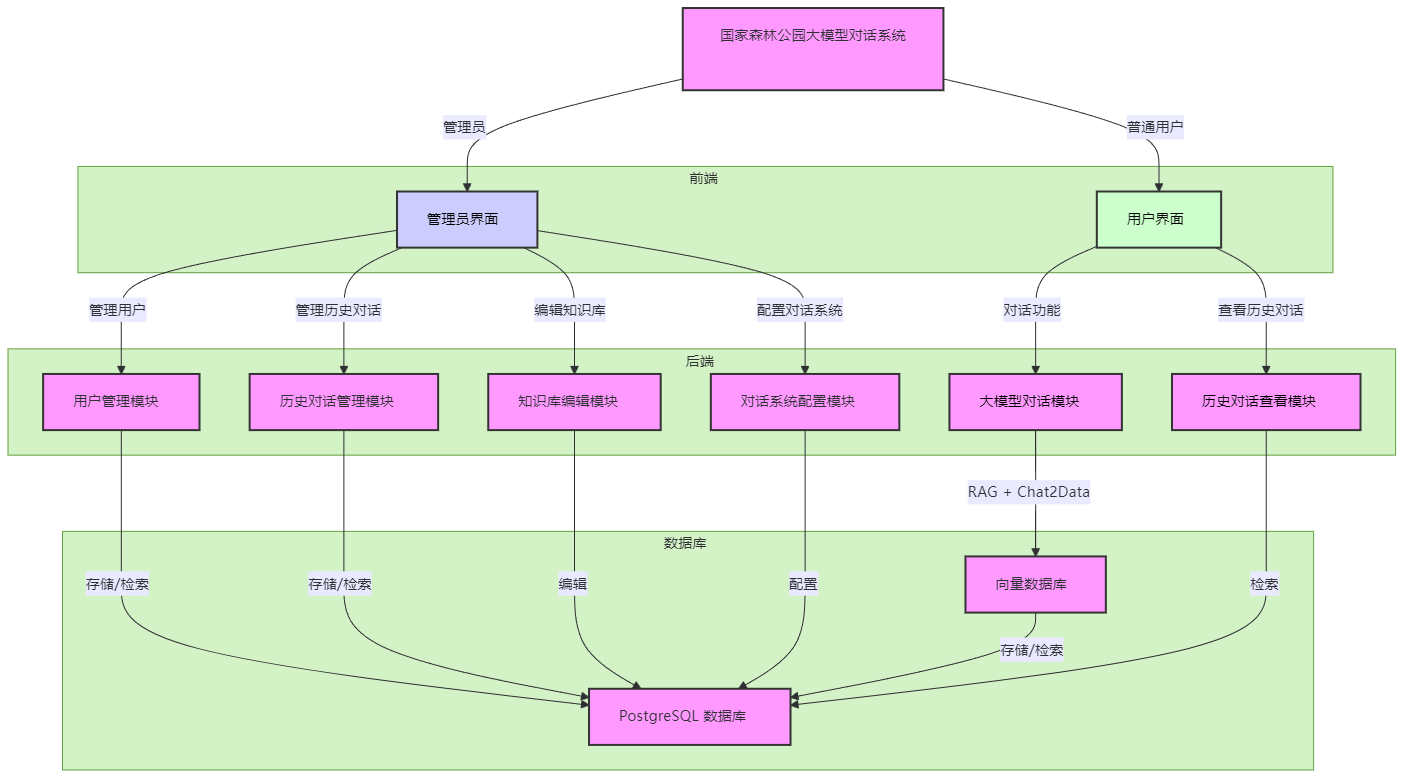 国家森林公园大模型对话系统
管理员
普通用户
前端
管理员界面
用户界面
管理用户
管理历史对话
编辑知识库
配置对话系统
对话功能
查看历史对话
后端
用户管理模块
历史对话管理模块
知识库编辑模块
对话系统配置模块
大模型对话模块
历史对话查看模块
RAG + Chat2Data
数据库
存储/检索
存储/检索
编辑
配置
向量数据库
检索
存储/检索
PostgreSQL 数据库